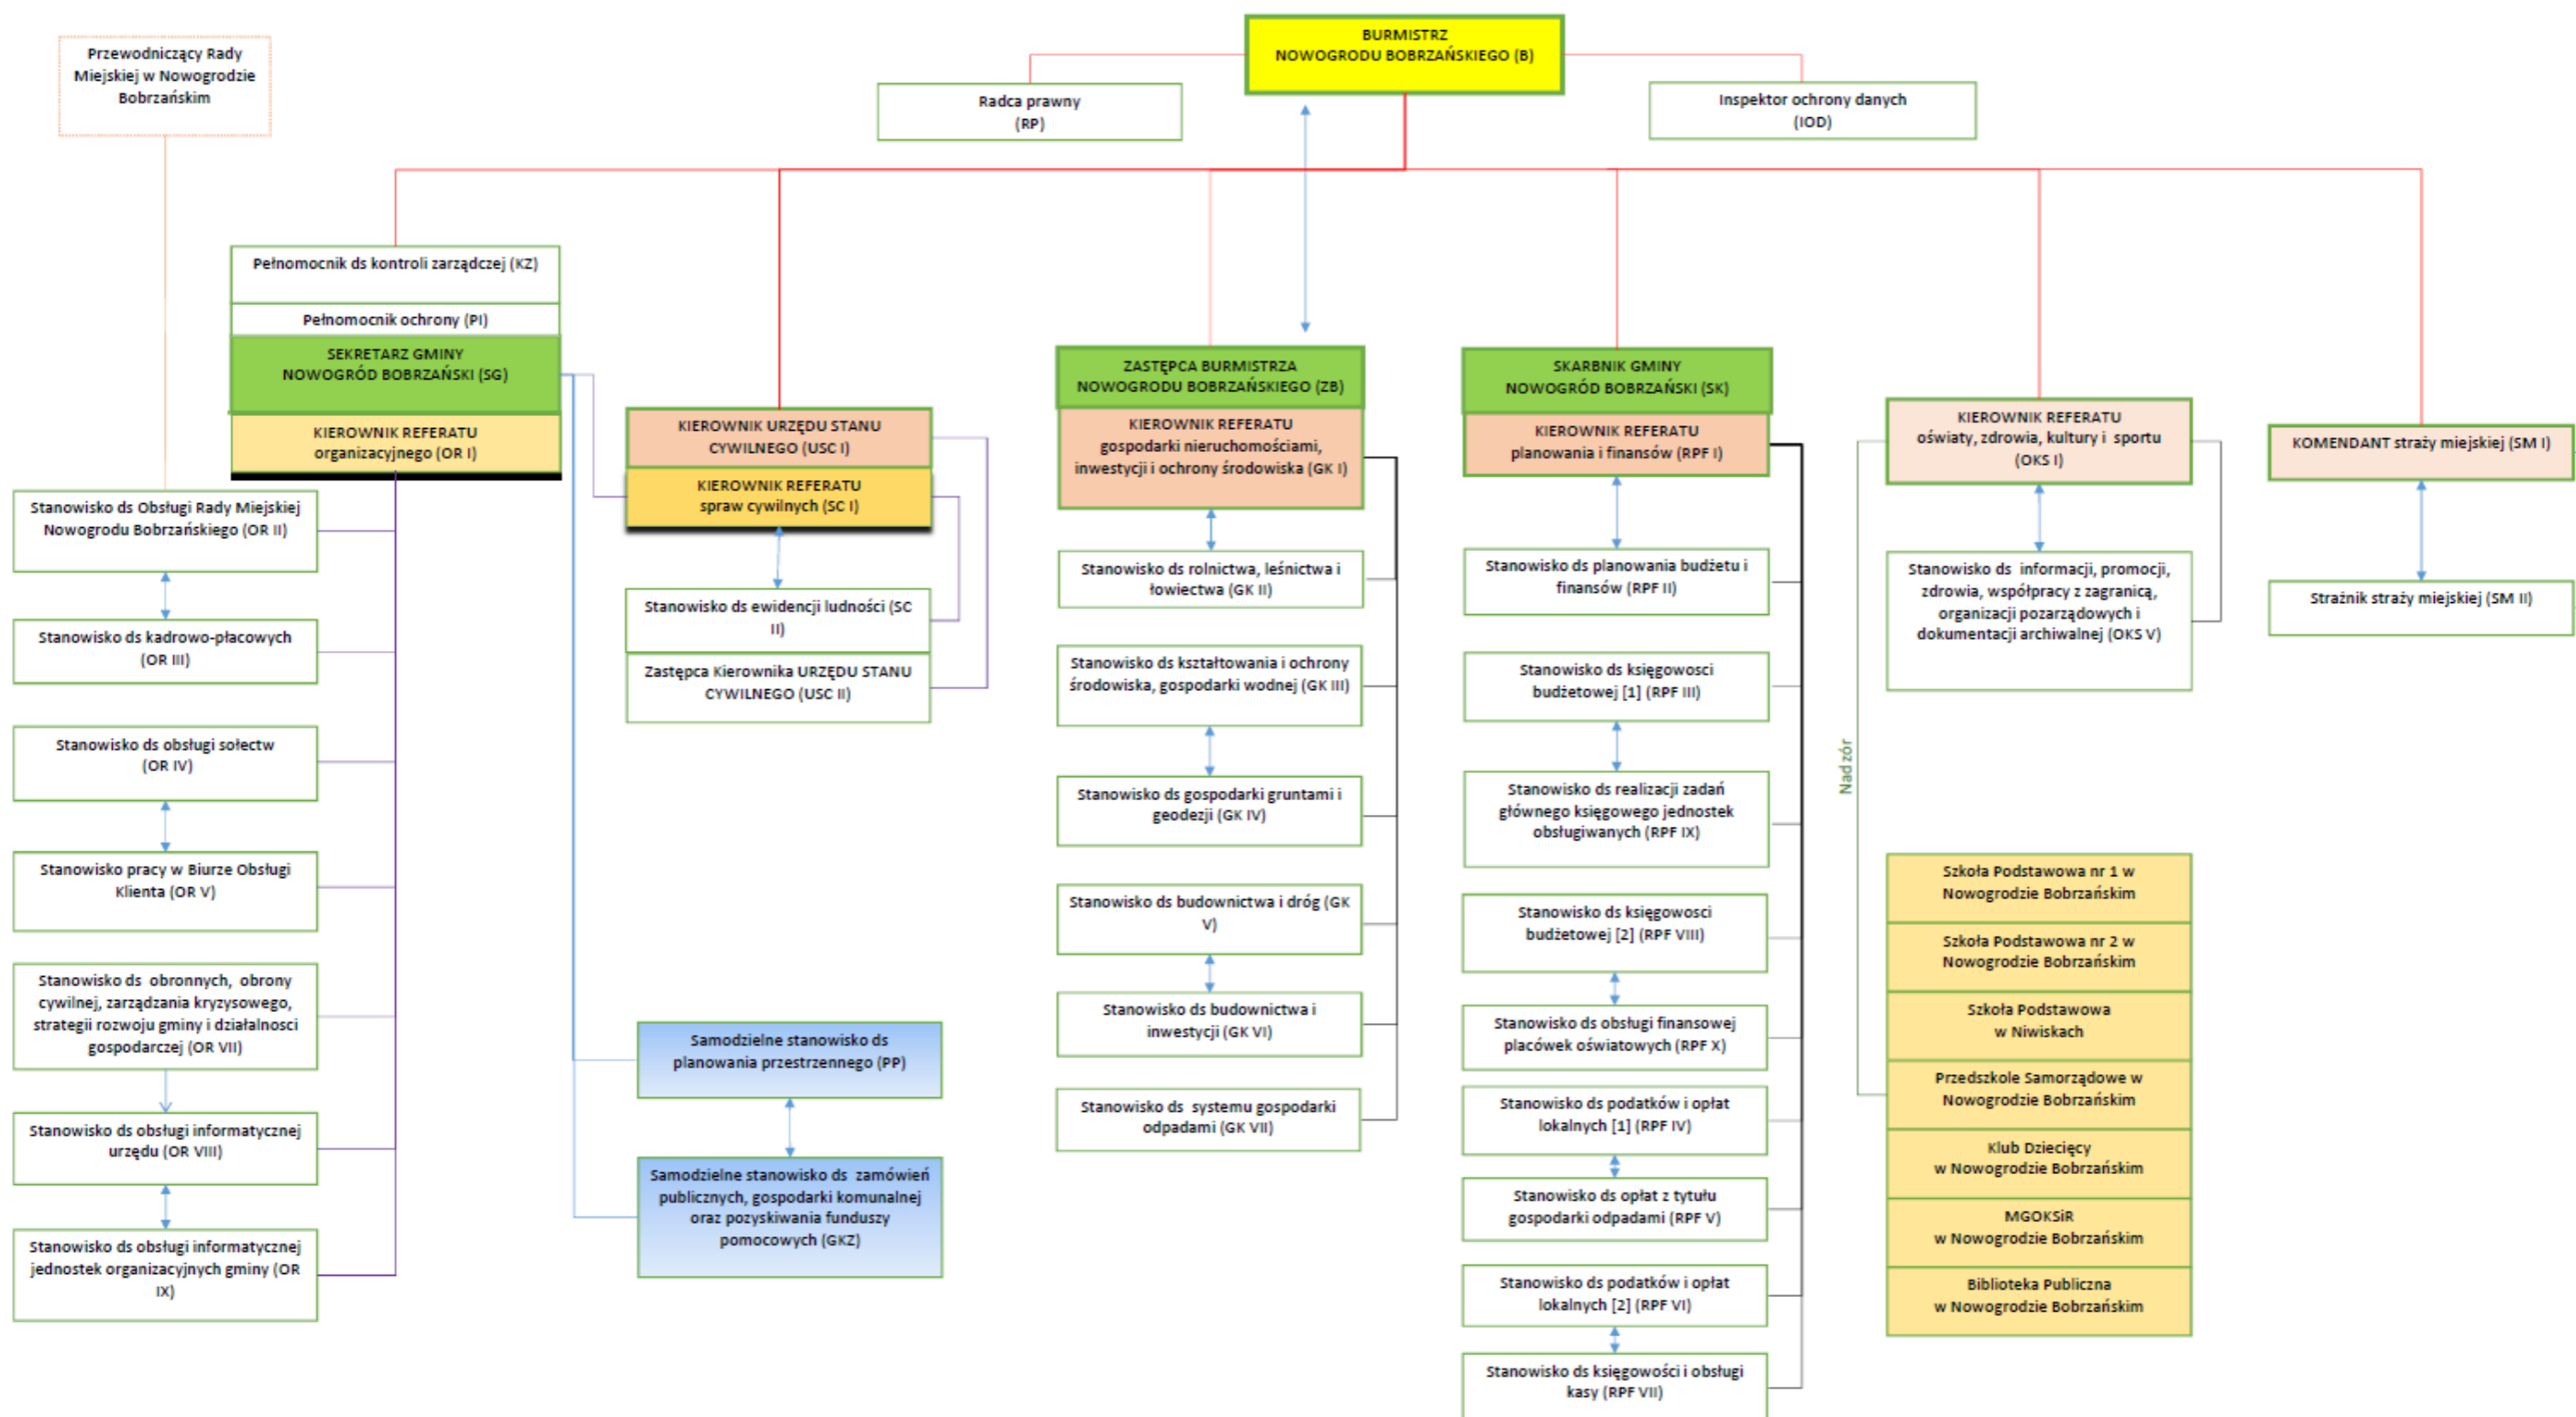 BURMISTRZ
NOWOGRODU BOBRZAŃSKIEGO (B)
Przewodniczący Rady
Miejskiej w Nowogrodzie
Bobrzańskim
Radca prawny
(RP)
Inspektor ochrony danych
(IOD)
Pełnomocnik ds kontroli zarządczej (KZ)
Pełnomocnik ochrony (PI)
SEKRETARZ GMINY
NOWOGRÓD BOBRZAŃSKI (SG)
KIEROWNIK REFERATU
organizacyjnego (OR I)
Stanowisko ds Obsługi Rady Miejskiej
Nowogrodu Bobrzańskiego (OR II)
Stanowisko ds kadrowo-płacowych
(OR III)
Stanowisko ds obsługi sołectw
(OR IV)
Stanowisko pracy w Biurze Obsługi
Klienta (OR V)
Stanowisko ds obronnych, obrony
cywilnej, zarządzania kryzysowego,
strategii rozwoju gminy i działalnosci
gospodarczej (OR VII)
Stanowisko ds obsługi informatycznej
urzędu (OR VIII)
Stanowisko ds obsługi informatycznej
jednostek organizacyjnych gminy (OR
IX)
KIEROWNIK URZĘDU STANU
CYWILNEGO (USC I)
KIEROWNIK REFERATU
spraw cywilnych (SC I)
Stanowisko ds ewidencji ludności (SC
II)
Zastępca Kierownika URZĘDU STANU
CYWILNEGO (USC II)
Samodzielne stanowisko ds
planowania przestrzennego (PP)
Samodzielne stanowisko ds zamówień
publicznych, gospodarki komunalnej
oraz pozyskiwania funduszy
pomocowych (GKZ)
ZASTĘPCA BURMISTRZA
NOWOGRODU BOBRZAŃSKIEGO (ZB)
KIEROWNIK REFERATU
gospodarki nieruchomościami,
inwestycji i ochrony środowiska (GK I)
Stanowisko ds rolnictwa, leśnictwa i
łowiectwa (GK II)
Stanowisko ds kształtowania i ochrony
środowiska, gospodarki wodnej (GK III)
Stanowisko ds gospodarki gruntami i
geodezji (GK IV)
Stanowisko ds budownictwa i dróg (GK
V)
Stanowisko ds budownictwa i
inwestycji (GK VI)
Stanowisko ds systemu gospodarki
odpadami (GK VII)
SKARBNIK GMINY
NOWOGRÓD BOBRZAŃSKI (SK)
KIEROWNIK REFERATU
planowania i finansów (RPF I)
Stanowisko ds planowania budżetu i
finansów (RPF II)
Stanowisko ds księgowosci
budżetowej [1] (RPF III)
Stanowisko ds realizacji zadań
głównego księgowego jednostek
obsługiwanych (RPF IX)
Stanowisko ds księgowosci
budżetowej [2] (RPF VIII)
Stanowisko ds obsługi finansowej
placówek oświatowych (RPF X)
Stanowisko ds podatków i opłat
lokalnych [1] (RPF IV)
Stanowisko ds opłat z tytułu
gospodarki odpadami (RPF V)
Stanowisko ds podatków i opłat
lokalnych [2] (RPF VI)
Stanowisko ds księgowości i obsługi
kasy (RPF VII)
KIEROWNIK REFERATU
oświaty, zdrowia, kultury i sportu
(OKS I)
Stanowisko ds informacji, promocji,
zdrowia, współpracy z zagranicą,
organizacji pozarządowych i
dokumentacji archiwalnej (OKS V)
Nadzór
Szkoła Podstawowa nr 1 w
Nowogrodzie Bobrzańskim
Szkoła Podstawowa nr 2 w
Nowogrodzie Bobrzańskim
Szkoła Podstawowa
w Niwiskach
Przedszkole Samorządowe w
Nowogrodzie Bobrzańskim
Klub Dziecięcy
w Nowogrodzie Bobrzańskim
MGOKSiR
w Nowogrodzie Bobrzańskim
Biblioteka Publiczna
w Nowogrodzie Bobrzańskim
KOMENDANT straży miejskiej (SM I)
Strażnik straży miejskiej (SM II)